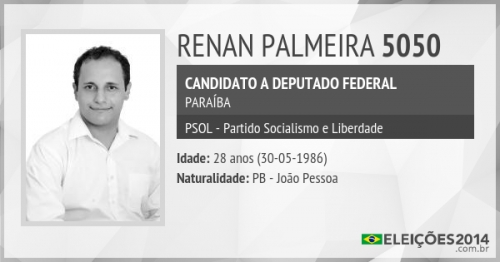 RENAN PALMEIRA 5050
CANDIDATO A DEPUTADO FEDERAL
PARAÍBA
PSOL - Partido Socialismo e Liberdade
Idade: 28 anos (30-05-1986)
Naturalidade: PB - João Pessoa
ELEIÇÕES2014
.com.br